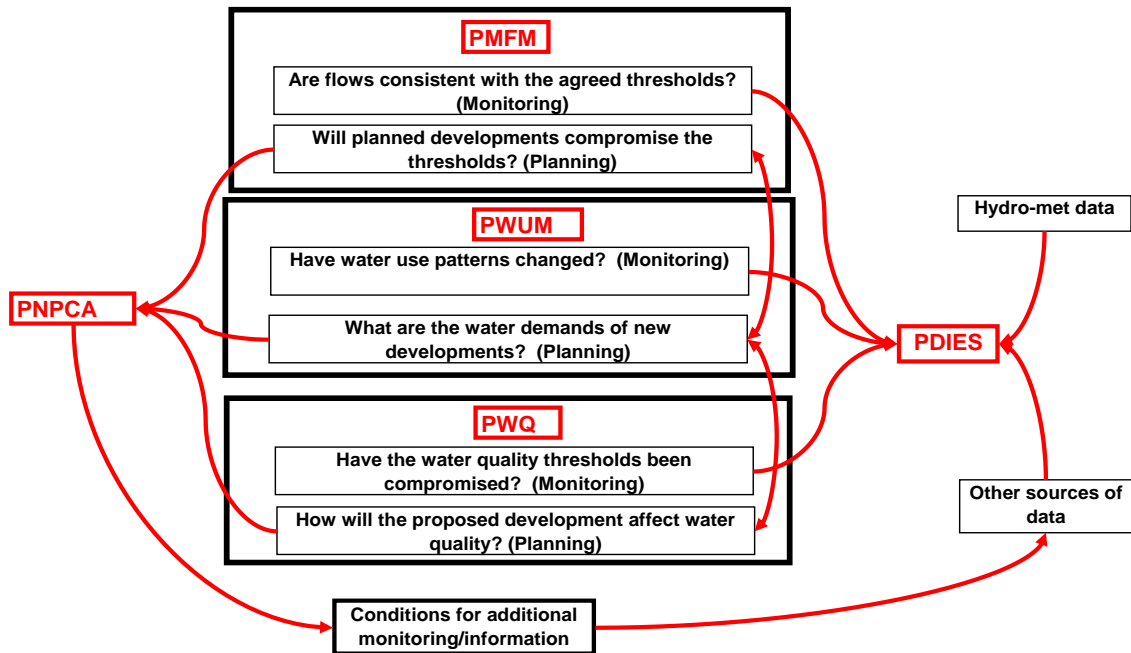 PMFM
Are flows consistent with the agreed thresholds?
(Monitoring)
Will planned developments compromise the
thresholds? (Planning)
PWUM
Have water use patterns changed?  (Monitoring)
What are the water demands of new
developments?  (Planning)
PWQ
Have the water quality thresholds been
compromised?  (Monitoring)
How will the proposed development affect water
quality? (Planning)
PNPCA
Conditions for additional
monitoring/information
Hydro-met data
PDIES
Other sources of
data